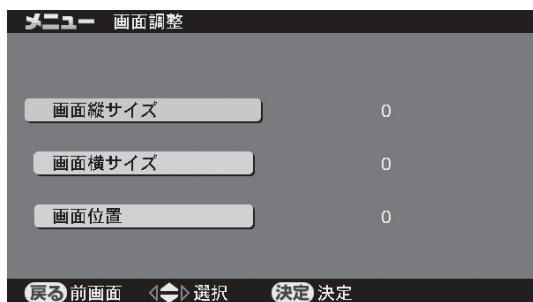 メニュー 画面調整
画面縦サイズ 0
画面横サイズ 0
画面位置 0
戻る 前画面 選択 決定 決定